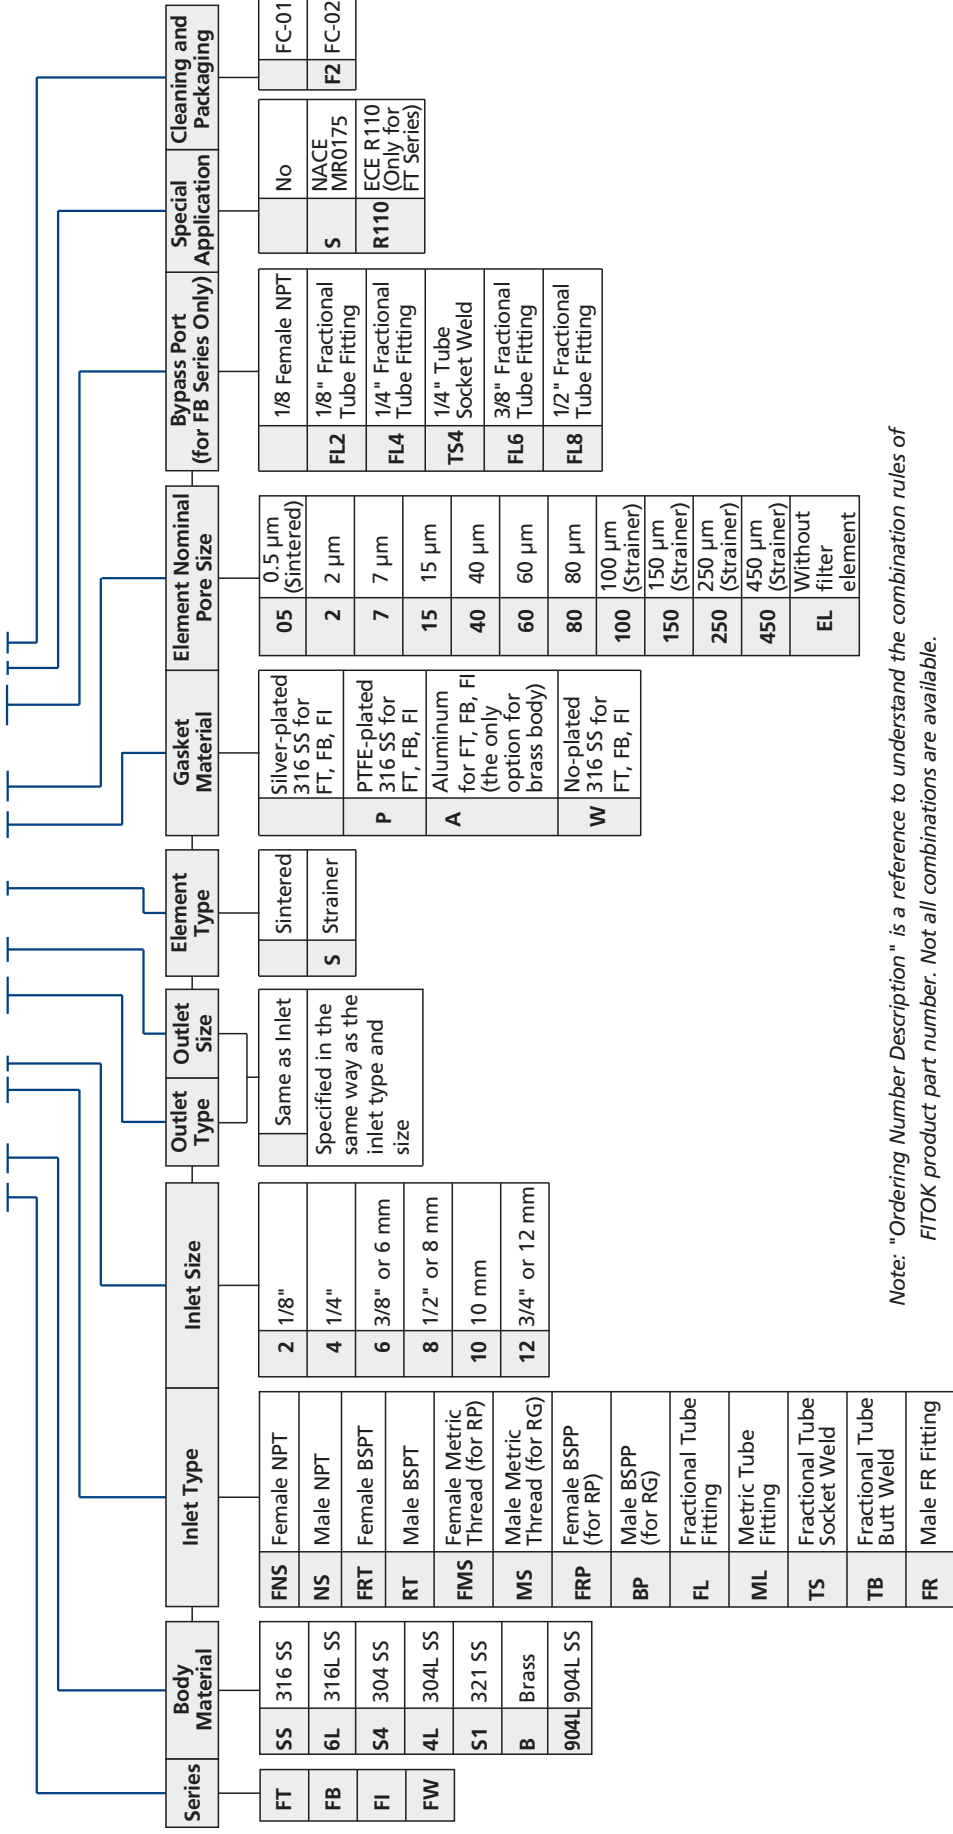 Series
FT
FB
FI
FW
Body
Material
SS 316 SS
6L 316L SS
S4 304 SS
4L 304L SS
S1 321 SS
B Brass
904L 904L SS
Inlet Type
FNS Female NPT
NS Male NPT
FRT Female BSPT
RT Male BSPT
FMS Female Metric
Thread (for RP)
MS Male Metric
Thread (for RG)
FRP Female BSPP
(for RP)
BP Male BSPP
(for RG)
FL Fractional Tube
Fitting
ML Metric Tube
Fitting
TS Fractional Tube
Socket Weld
TB Fractional Tube
Butt Weld
FR Male FR Fitting
Inlet Size
2 1/8"
4 1/4"
6 3/8" or 6 mm
8 1/2" or 8 mm
10 10 mm
12 3/4" or 12 mm
Outlet
Type
Outlet
Size
Same as Inlet
Specified in the
same way as the
inlet type and
size
Element
Type
Sintered
S Strainer
Gasket
Material
Silver-plated
316 SS for
FT, FB, FI
P PTFE-plated
316 SS for
FT, FB, FI
A Aluminum
for FT, FB, FI
(the only
option for
brass body)
W No-plated
316 SS for
FT, FB, FI
Element Nominal
Pore Size
05 0.5 μm
(Sintered)
2 2 μm
7 7 μm
15 15 μm
40 40 μm
60 60 μm
80 80 μm
100 100 μm
(Strainer)
150 150 μm
(Strainer)
250 250 μm
(Strainer)
450 450 μm
(Strainer)
EL Without
filter
element
Bypass Port
(for FB Series Only)
1/8 Female NPT
FL2 1/8" Fractional
Tube Fitting
FL4 1/4" Fractional
Tube Fitting
TS4 1/4" Tube
Socket Weld
FL6 3/8" Fractional
Tube Fitting
FL8 1/2" Fractional
Tube Fitting
Special
Application
No
S NACE
MR0175
R110 ECE R110
(Only for
FT Series)
Cleaning and
Packaging
FC-01
F2 FC-02
Note: "Ordering Number Description" is a reference to understand the combination rules of
FITOK product part number. Not all combinations are available.